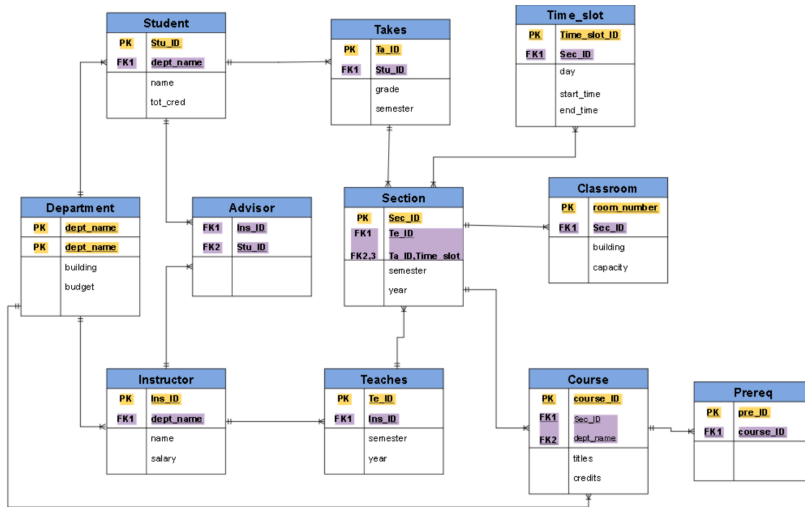 Student
PK Stu_ID
FK1 dept_name
name
tot_cred
Takes
PK Ta_ID
FK1 Stu_ID
grade
semester
Time_slot
PK Time_slot_ID
FK1 Sec_ID
day
start_time
end_time
Department
PK dept_name
PK dept_name
building
budget
Advisor
FK1 Ins_ID
FK2 Stu_ID
Section
PK Sec_ID
FK1 Te_ID
FK2,3 Ta_ID,Time_slot
semester
year
Classroom
PK room_number
FK1 Sec_ID
building
capacity
Instructor
PK Ins_ID
FK1 dept_name
name
salary
Teaches
PK Te_ID
FK1 Ins_ID
semester
year
Course
PK course_ID
FK1 Sec_ID
FK2 dept_name
titles
credits
Prereq
PK pre_ID
FK1 course_ID